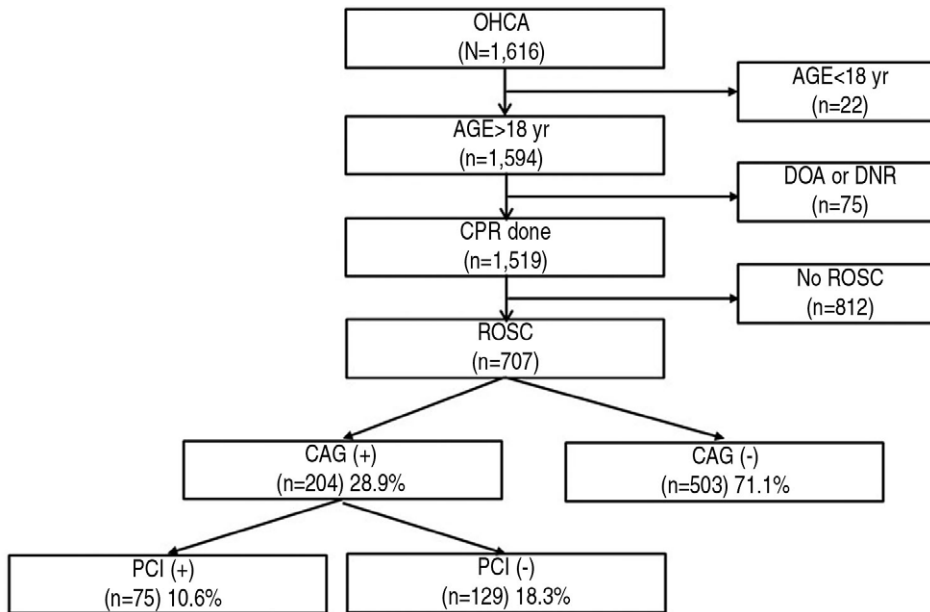 OHCA
(N=1,616)
AGE<18 yr
(n=22)
AGE>18 yr
(n=1,594)
DOA or DNR
(n=75)
CPR done
(n=1,519)
No ROSC
(n=812)
ROSC
(n=707)
CAG (+)
(n=204) 28.9%
CAG (-)
(n=503) 71.1%
PCI (+)
(n=75) 10.6%
PCI (-)
(n=129) 18.3%